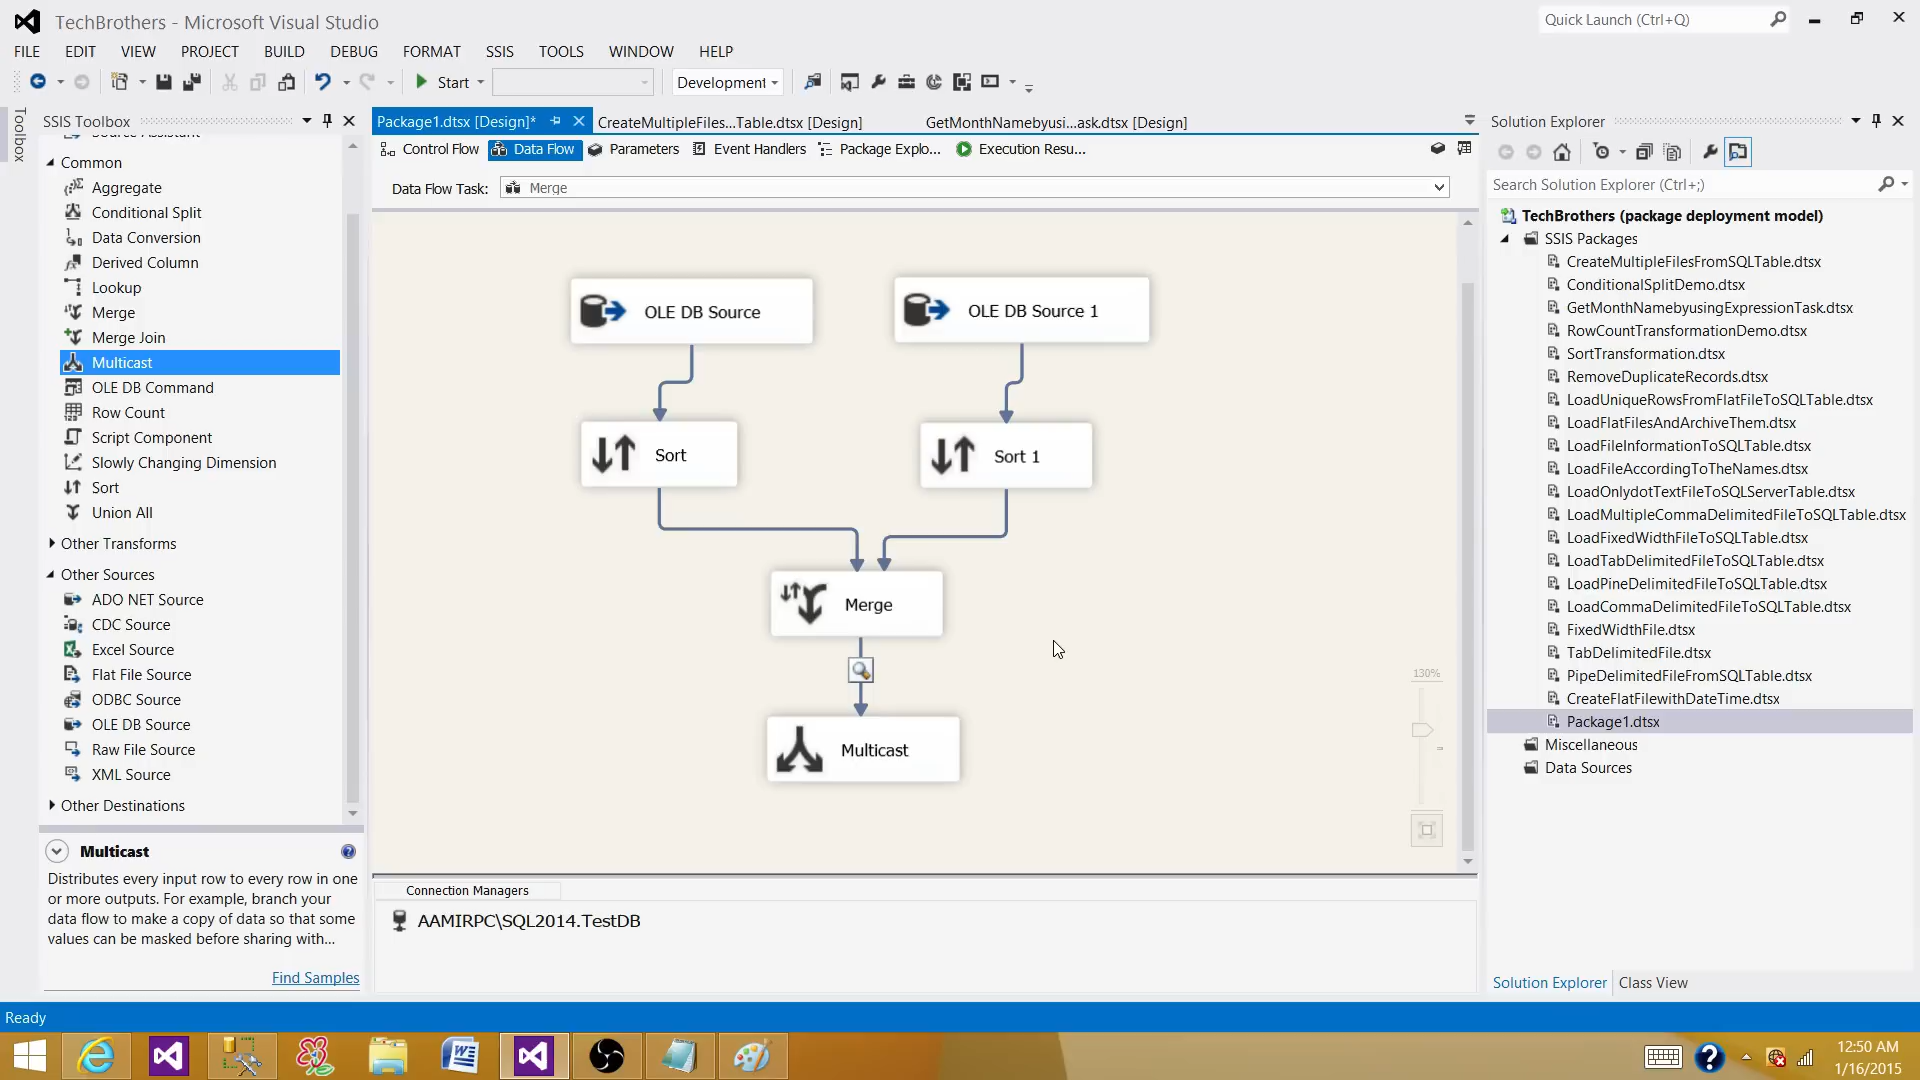 TechBrothers - Microsoft Visual Studio
Quick Launch (Ctrl+Q)
FILE EDIT VIEW PROJECT BUILD DEBUG FORMAT SSIS TOOLS WINDOW HELP
Start
Development
Toolbox
SSIS Toolbox
Source Assistant
Common
Aggregate
Conditional Split
Data Conversion
Derived Column
Lookup
Merge
Merge Join
Multicast
OLE DB Command
Row Count
Script Component
Slowly Changing Dimension
Sort
Union All
Other Transforms
Other Sources
ADO NET Source
CDC Source
Excel Source
Flat File Source
ODBC Source
OLE DB Source
Raw File Source
XML Source
Other Destinations
Multicast
Distributes every input row to every row in one
or more outputs. For example, branch your
data flow to make a copy of data so that some
values can be masked before sharing with...
Find Samples
Package1.dtsx [Design]* CreateMultipleFiles...Table.dtsx [Design] GetMonthNamebyusi...ask.dtsx [Design]
Control Flow Data Flow Parameters Event Handlers Package Explo... Execution Resu...
Data Flow Task: Merge
OLE DB Source
OLE DB Source 1
Sort
Sort 1
Merge
Multicast
130%
Connection Managers
AAMIRPC\SQL2014.TestDB
Solution Explorer
Search Solution Explorer (Ctrl+;)
TechBrothers (package deployment model)
SSIS Packages
CreateMultipleFilesFromSQLTable.dtsx
ConditionalSplitDemo.dtsx
GetMonthNamebyusingExpressionTask.dtsx
RowCountTransformationDemo.dtsx
SortTransformation.dtsx
RemoveDuplicateRecords.dtsx
LoadUniqueRowsFromFlatFileToSQLTable.dtsx
LoadFlatFilesAndArchiveThem.dtsx
LoadFileInformationToSQLTable.dtsx
LoadFileAccordingToTheNames.dtsx
LoadOnlydotTextFileToSQLServerTable.dtsx
LoadMultipleCommaDelimitedFileToSQLTable.dtsx
LoadFixedWidthFileToSQLTable.dtsx
LoadTabDelimitedFileToSQLTable.dtsx
LoadPineDelimitedFileToSQLTable.dtsx
LoadCommaDelimitedFileToSQLTable.dtsx
FixedWidthFile.dtsx
TabDelimitedFile.dtsx
PipeDelimitedFileFromSQLTable.dtsx
CreateFlatFilewithDateTime.dtsx
Package1.dtsx
Miscellaneous
Data Sources
Solution Explorer Class View
Ready
12:50 AM
1/16/2015